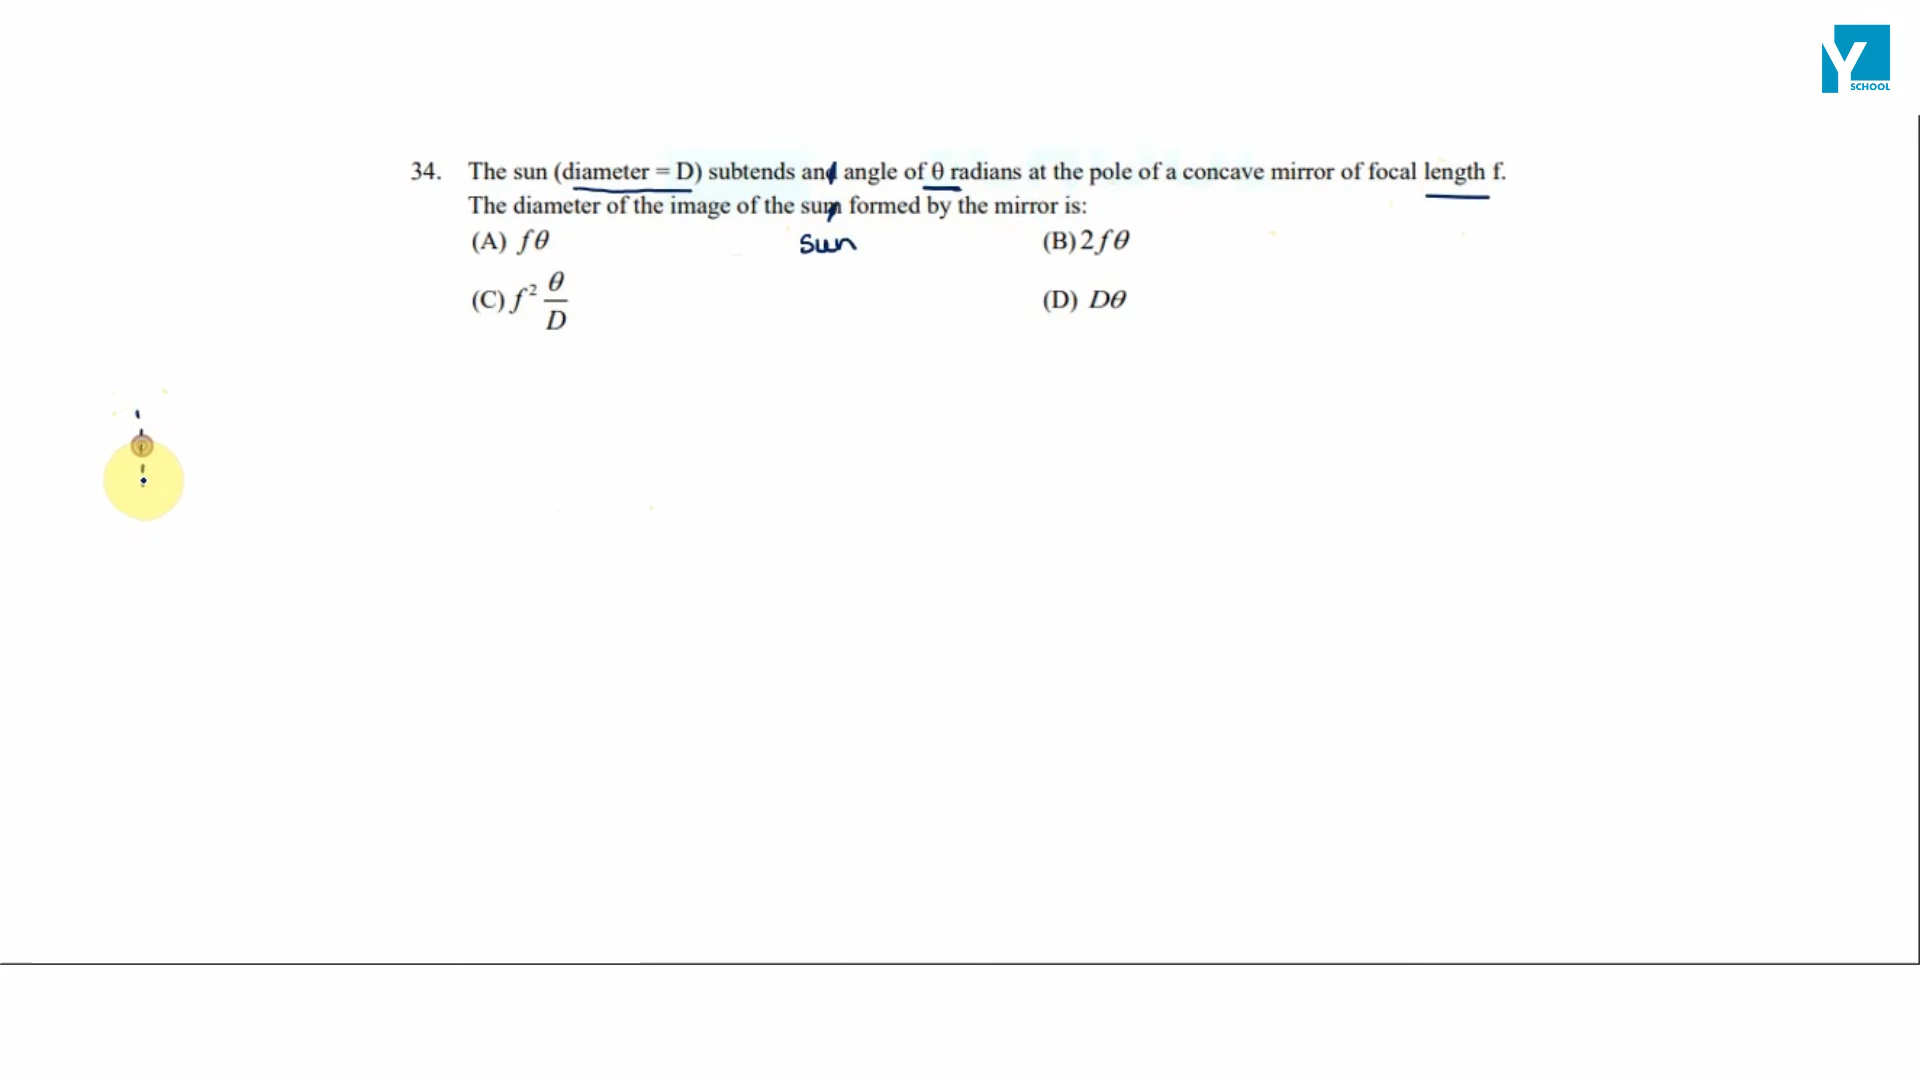 Y SCHOOL
34. The sun (diameter = D) subtends and angle of θ radians at the pole of a concave mirror of focal length f.
The diameter of the image of the sum formed by the mirror is:
sun
(A) fθ (B) 2fθ
(C) f² θ/D (D) Dθ